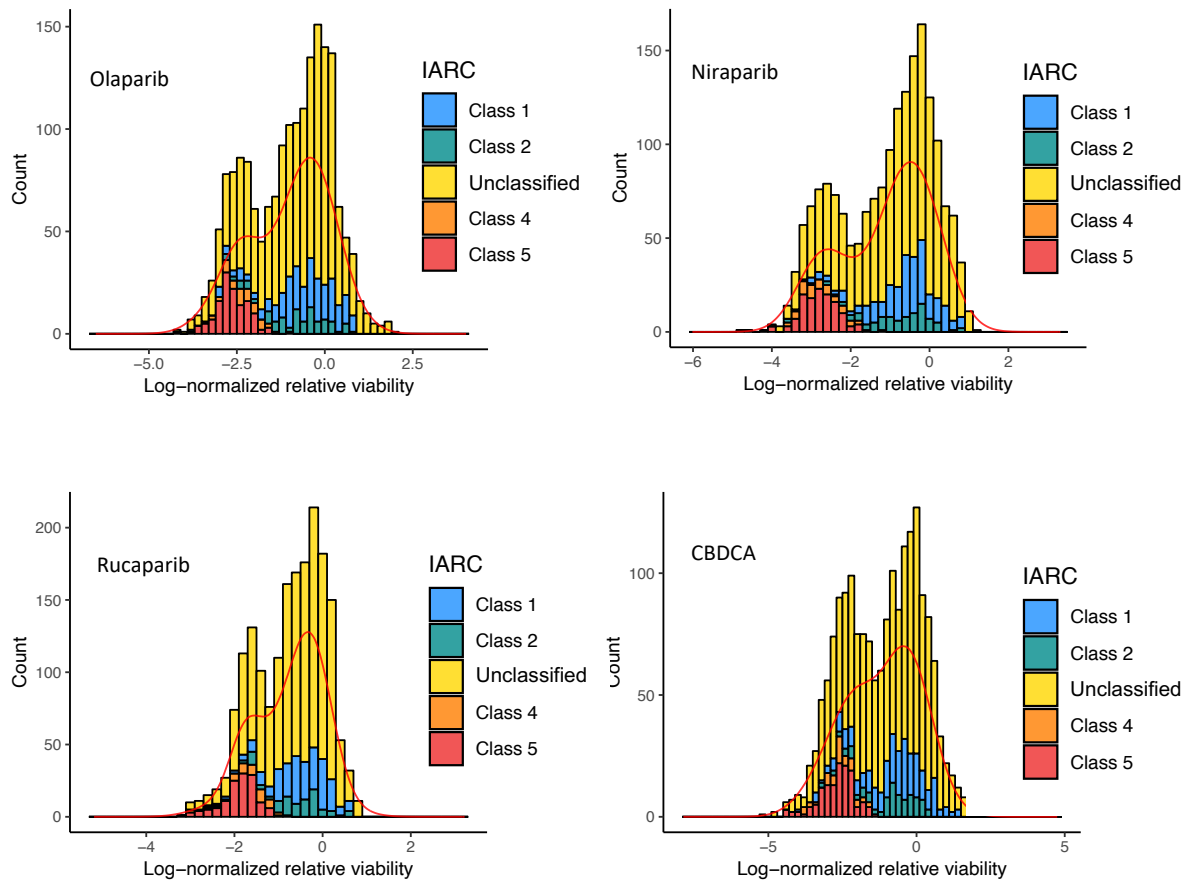 Olaparib
Count
150
100
50
0
−5.0
−2.5
0.0
2.5
Log−normalized relative viability
IARC
Class 1
Class 2
Unclassified
Class 4
Class 5
Niraparib
Count
150
100
50
0
−6
−4
−2
0
2
Log−normalized relative viability
IARC
Class 1
Class 2
Unclassified
Class 4
Class 5
Rucaparib
Count
200
150
100
50
0
−4
−2
0
2
Log−normalized relative viability
IARC
Class 1
Class 2
Unclassified
Class 4
Class 5
CBDCA
Count
100
50
0
−5
0
5
Log−normalized relative viability
IARC
Class 1
Class 2
Unclassified
Class 4
Class 5